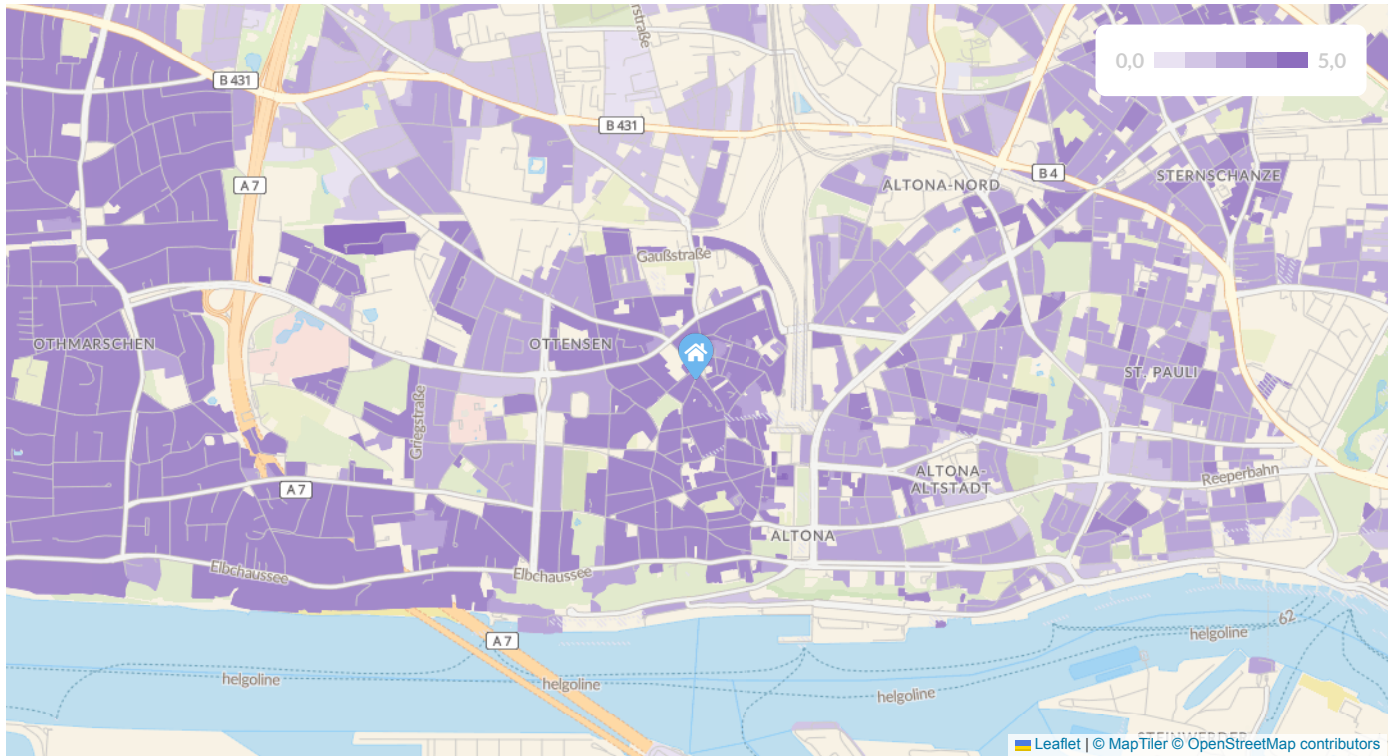 rstraße
B 431
0,0
5,0
B 431
A 7
B 4
ALTONA-NORD
STERNSCHANZE
Gaußstraße
OTHMARSCHEN
OTTENSEN
ST. PAULI
Griegstraße
ALTONA-
ALTSTADT
Reeperbahn
A 7
ALTONA
Elbchaussee
Elbchaussee
62
helgoline
A 7
helgoline
helgoline
helgoline
Leaflet | © MapTiler © OpenStreetMap contributors